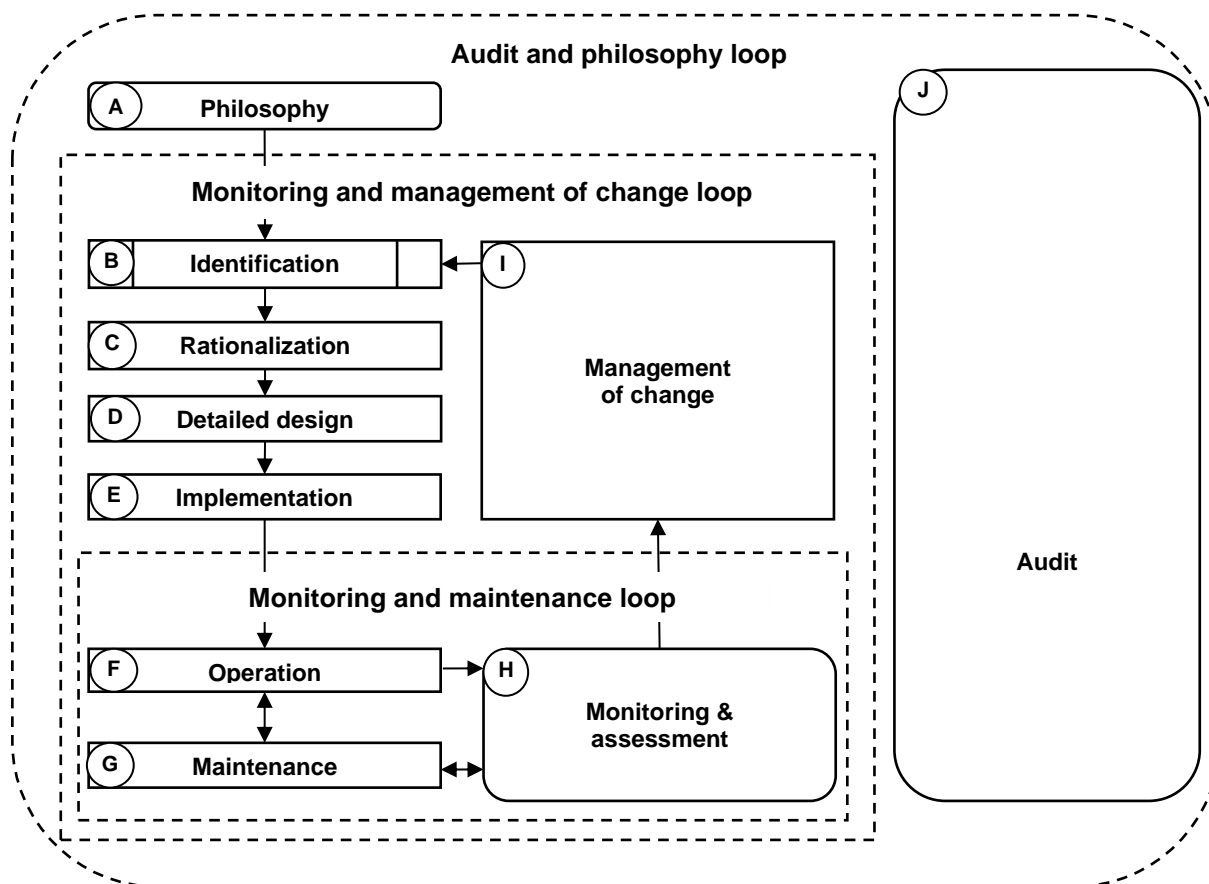 Audit and philosophy loop
J
A
Philosophy
Monitoring and management of change loop
B
Identification
I
C
Rationalization
Management
of change
D
Detailed design
E
Implementation
Audit
Monitoring and maintenance loop
F
Operation
H
Monitoring &
assessment
G
Maintenance